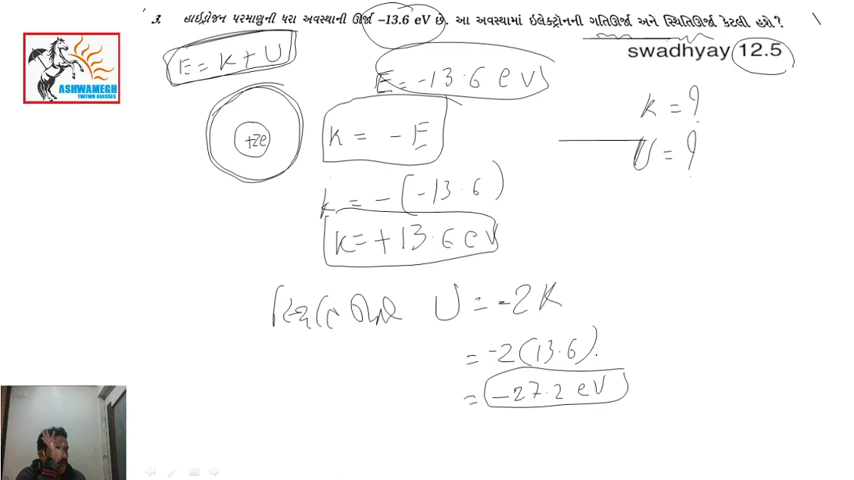 3. હાઈડ્રોજન પરમાણુની ધરા અવસ્થાની ઊર્જા –13.6 eV છે. આ અવસ્થામાં ઇલેક્ટ્રોનની ગતિઊર્જા અને સ્થિતિઊર્જા કેટલી હશે?
swadhyay 12.5
E = K + U
E = -13.6 eV
ASHWAMEGH
TUITION CLASSES
+ze
K = - E
K = ?
U = ?
k = -(-13.6)
K = +13.6 eV
U = -2K
= -2(13.6).
= -27.2 eV